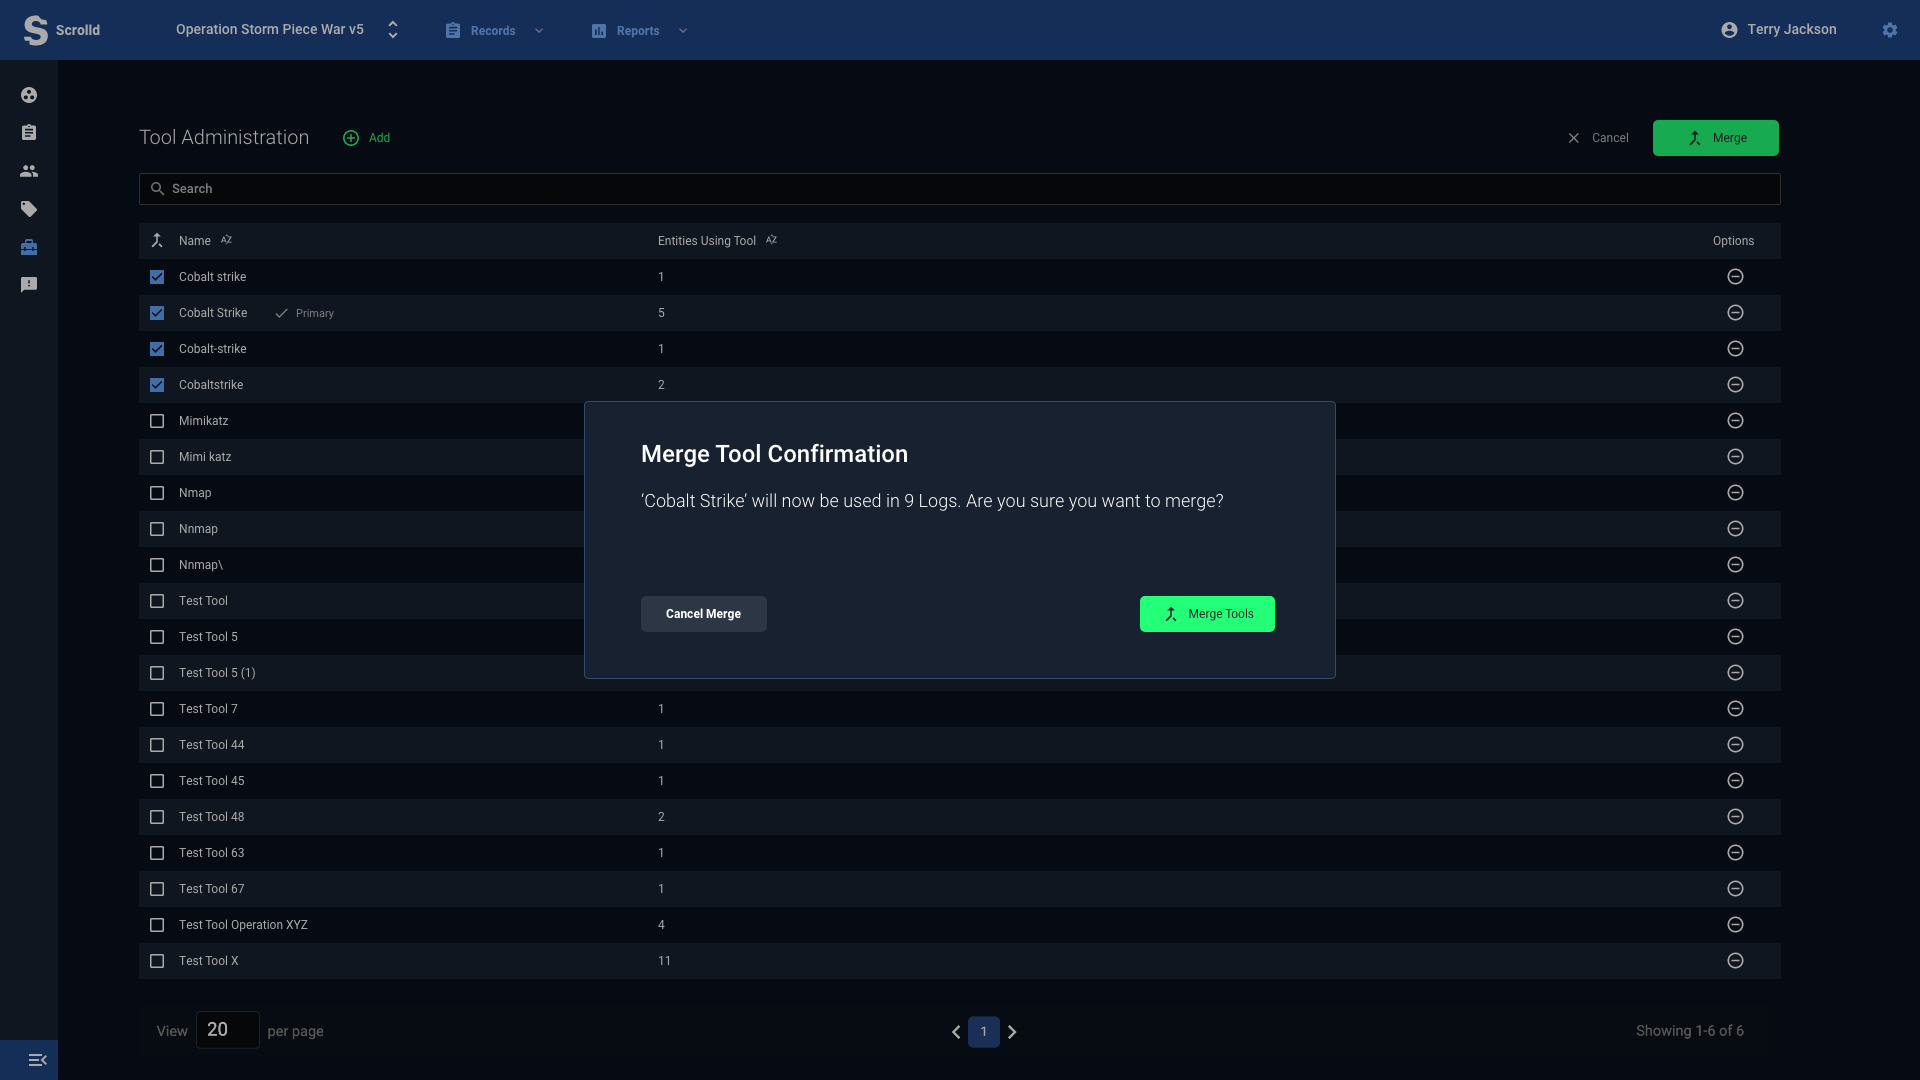 Scrolld
Operation Storm Piece War v5
Records
Reports
Terry Jackson
Tool Administration
Add
Cancel
Merge
Search
Name AZ
Entities Using Tool AZ
Options
Cobalt strike 1
Cobalt Strike Primary 5
Cobalt-strike 1
Cobaltstrike 2
Mimikatz
Mimi katz
Nmap
Nnmap
Nnmap\
Test Tool
Test Tool 5
Test Tool 5 (1)
Merge Tool Confirmation
‘Cobalt Strike’ will now be used in 9 Logs. Are you sure you want to merge?
Cancel Merge
Merge Tools
Test Tool 7 1
Test Tool 44 1
Test Tool 45 1
Test Tool 48 2
Test Tool 63 1
Test Tool 67 1
Test Tool Operation XYZ 4
Test Tool X 11
View 20 per page
1
Showing 1-6 of 6